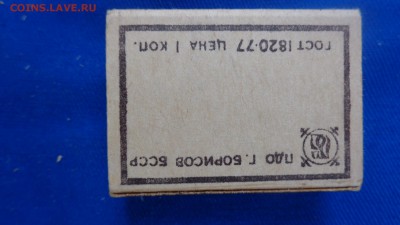 COINS.LAVE.RU
ПДО Г. БОРИСОВ БССР
ГОСТ 1820-77 ЦЕНА 1 КОП.